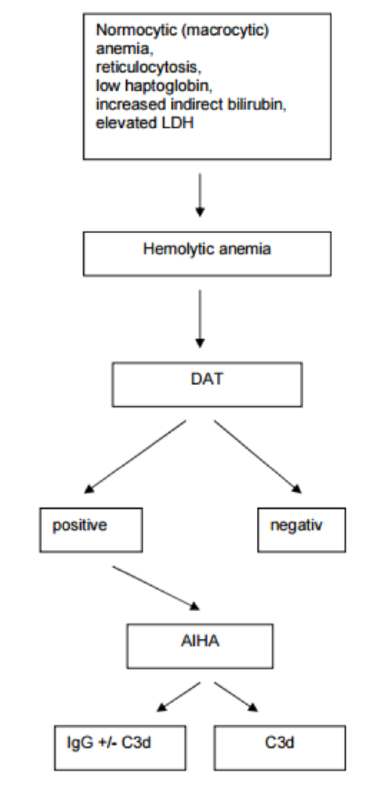 Normocytic (macrocytic)
anemia,
reticulocytosis,
low haptoglobin,
increased indirect bilirubin,
elevated LDH
Hemolytic anemia
DAT
positive
negativ
AIHA
IgG +/- C3d
C3d